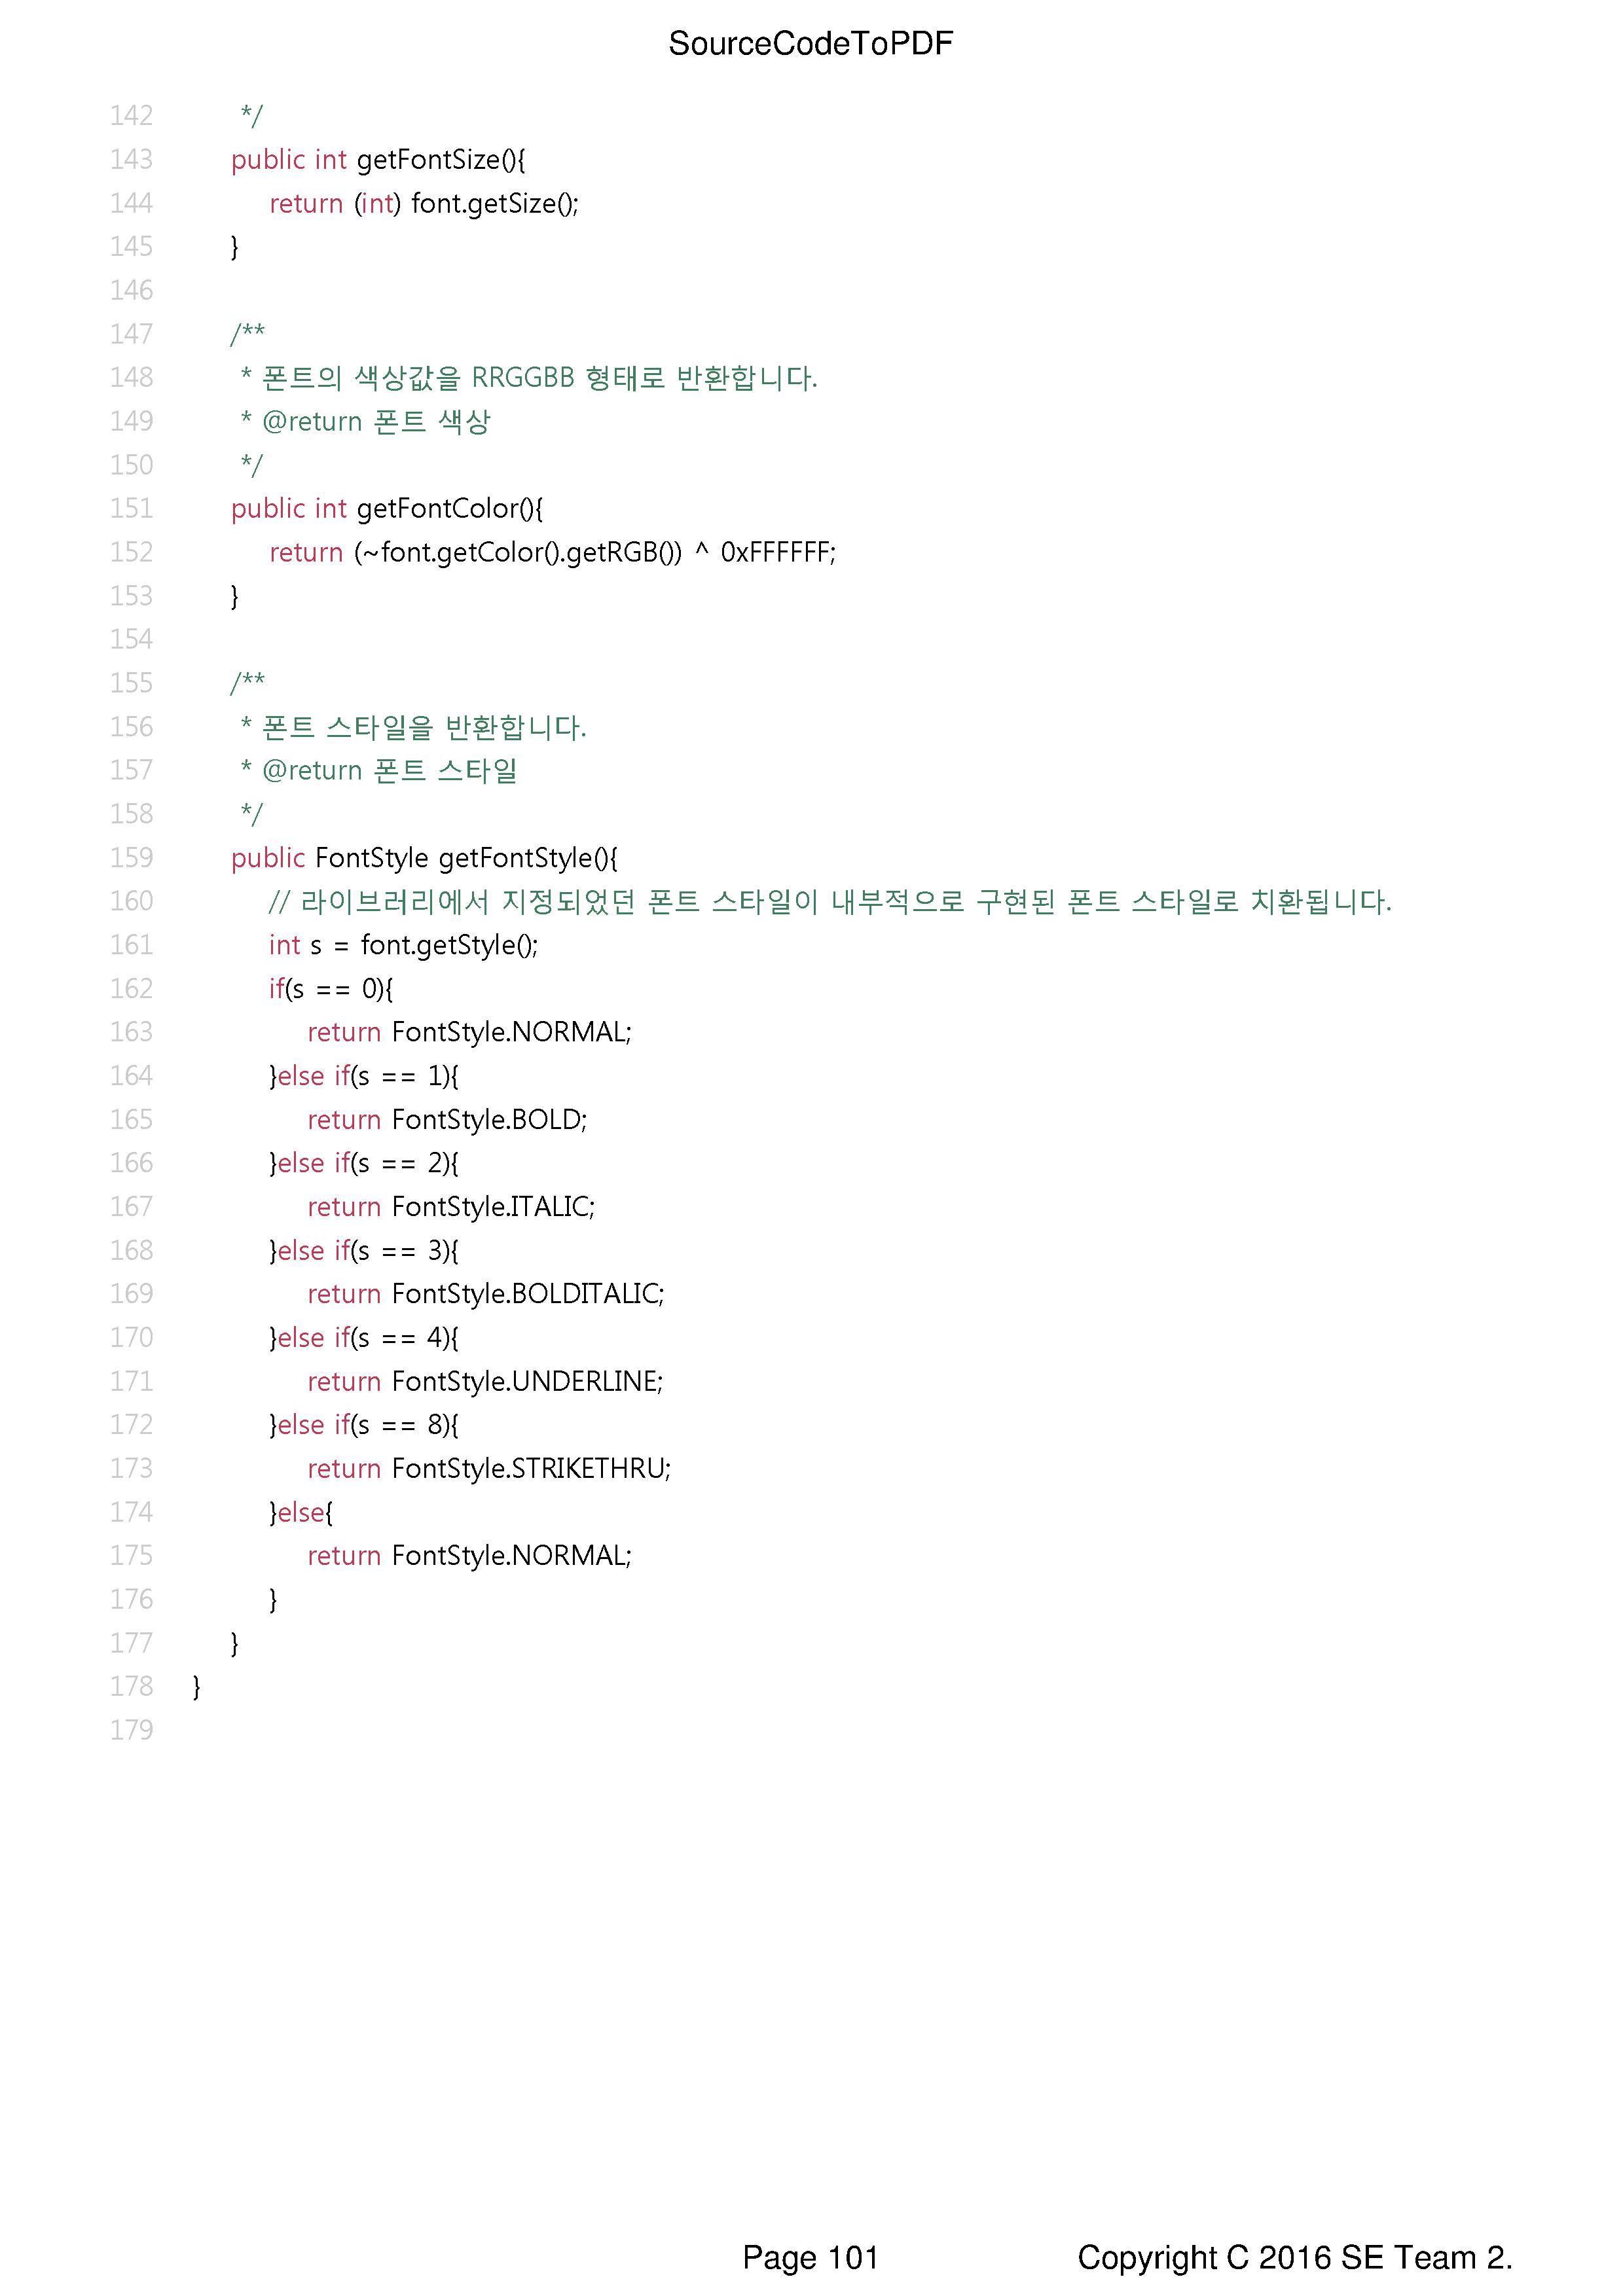 SourceCodeToPDF
142 */
143 public int getFontSize(){
144 return (int) font.getSize();
145 }
146
147 /**
148 * 폰트의 색상값을 RRGGBB 형태로 반환합니다.
149 * @return 폰트 색상
150 */
151 public int getFontColor(){
152 return (~font.getColor().getRGB()) ^ 0xFFFFFF;
153 }
154
155 /**
156 * 폰트 스타일을 반환합니다.
157 * @return 폰트 스타일
158 */
159 public FontStyle getFontStyle(){
160 // 라이브러리에서 지정되었던 폰트 스타일이 내부적으로 구현된 폰트 스타일로 치환됩니다.
161 int s = font.getStyle();
162 if(s == 0){
163 return FontStyle.NORMAL;
164 }else if(s == 1){
165 return FontStyle.BOLD;
166 }else if(s == 2){
167 return FontStyle.ITALIC;
168 }else if(s == 3){
169 return FontStyle.BOLDITALIC;
170 }else if(s == 4){
171 return FontStyle.UNDERLINE;
172 }else if(s == 8){
173 return FontStyle.STRIKETHRU;
174 }else{
175 return FontStyle.NORMAL;
176 }
177 }
178 }
179
Page 101 Copyright C 2016 SE Team 2.